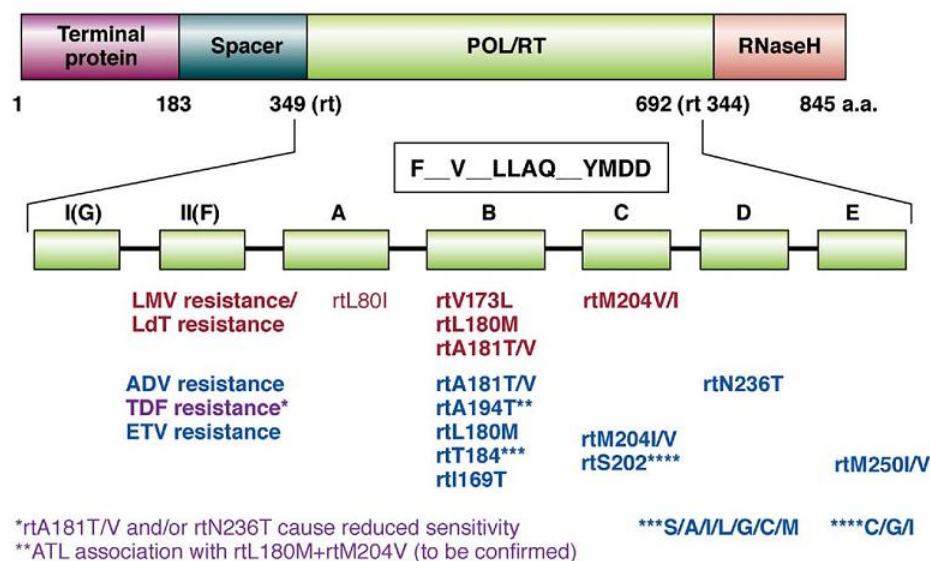 Terminal protein Spacer POL/RT RNaseH
1 183 349 (rt) 692 (rt 344) 845 a.a.
F__V__LLAQ__YMDD
I(G) II(F) A B C D E
LMV resistance/ rtL80I rtV173L rtM204V/I
LdT resistance rtL180M
rtA181T/V
ADV resistance rtA181T/V rtN236T
TDF resistance* rtA194T**
ETV resistance rtL180M rtM204I/V
rtT184*** rtS202**** rtM250I/V
rtI169T
*rtA181T/V and/or rtN236T cause reduced sensitivity ***S/A/I/L/G/C/M ****C/G/I
**ATL association with rtL180M+rtM204V (to be confirmed)